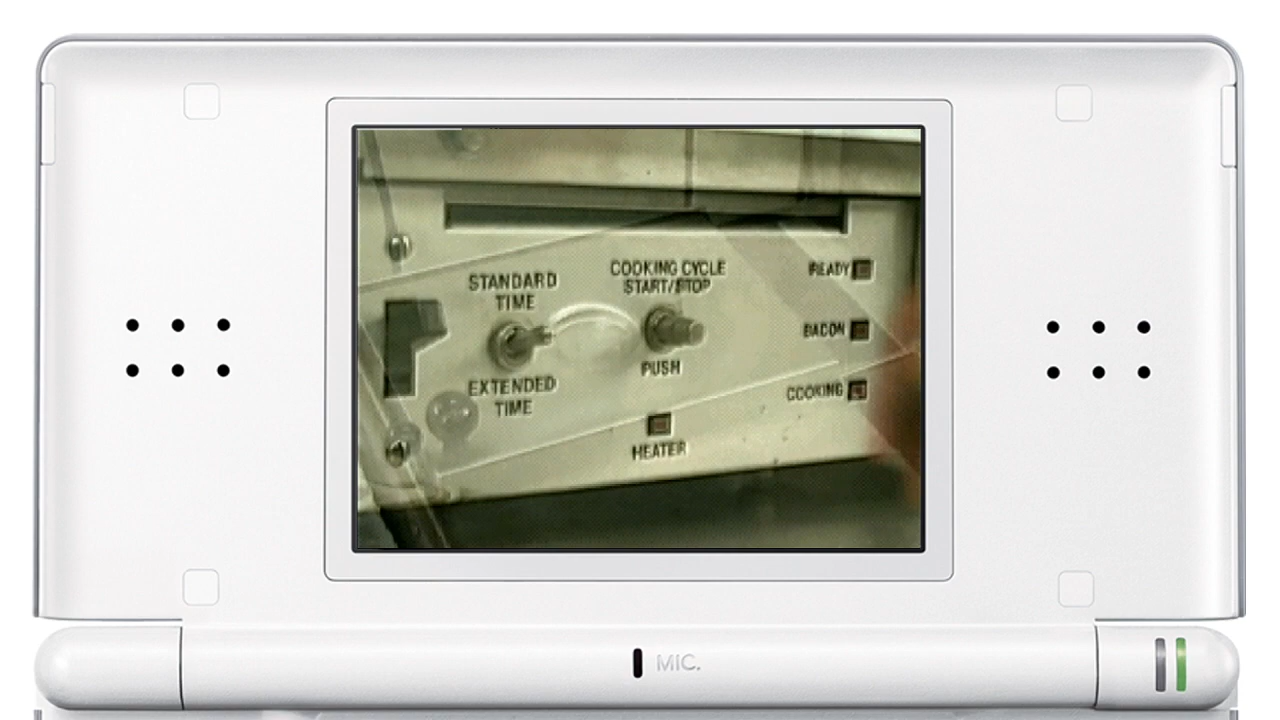 STANDARD
TIME
EXTENDED
TIME
COOKING CYCLE
START/STOP
PUSH
HEATER
READY
BACON
COOKING
MIC.